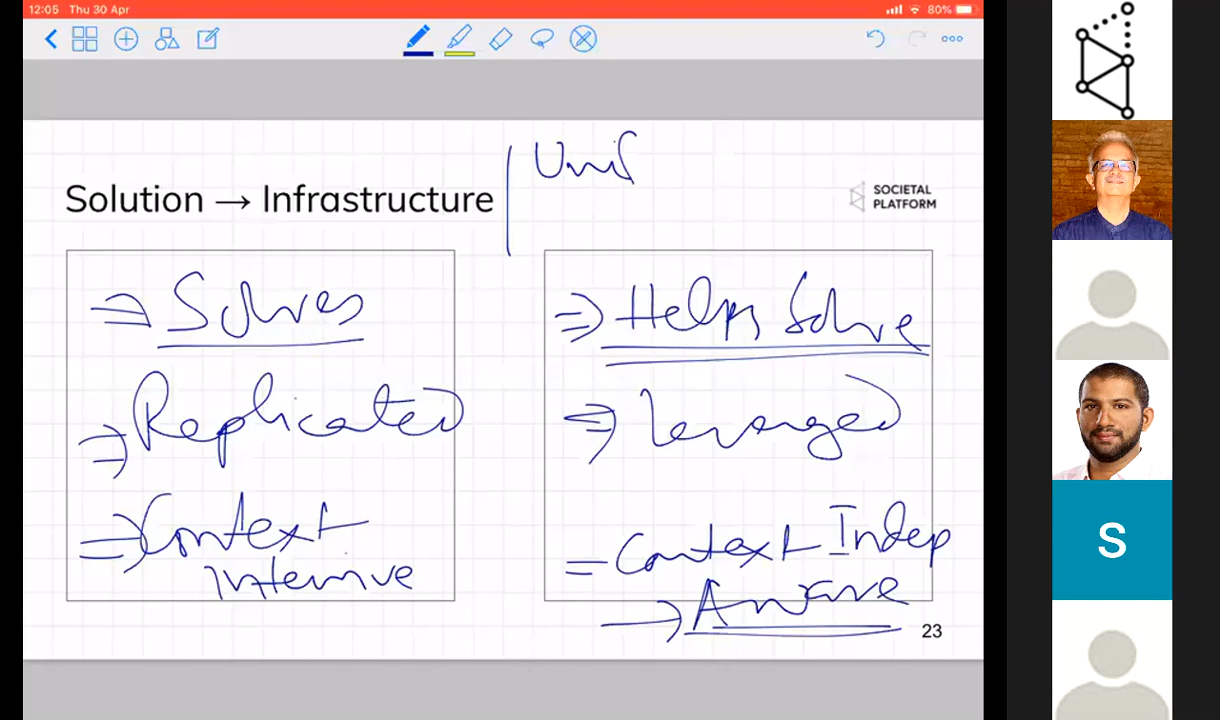 12:05 Thu 30 Apr
80%
Unif
Solution → Infrastructure
SOCIETAL
PLATFORM
⇒ Solves
⇒ Replicated
⇒ Context
Intensive
⇒ Helps Solve
⇒ Leveraged
= Context Indep
→ Aware
23
S